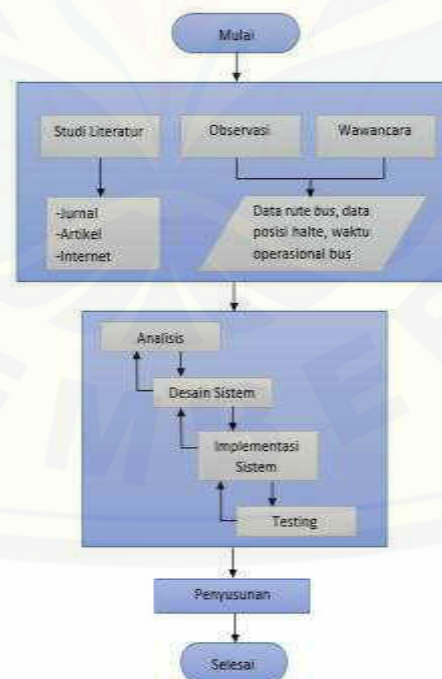 Mulai
Studi Literatur
Observasi
Wawancara
-Jurnal
-Artikel
-Internet
Data rute bus, data
posisi halte, waktu
operasional bus
Analisis
Desain Sistem
Implementasi
Sistem
Testing
Penyusunan
Selesai